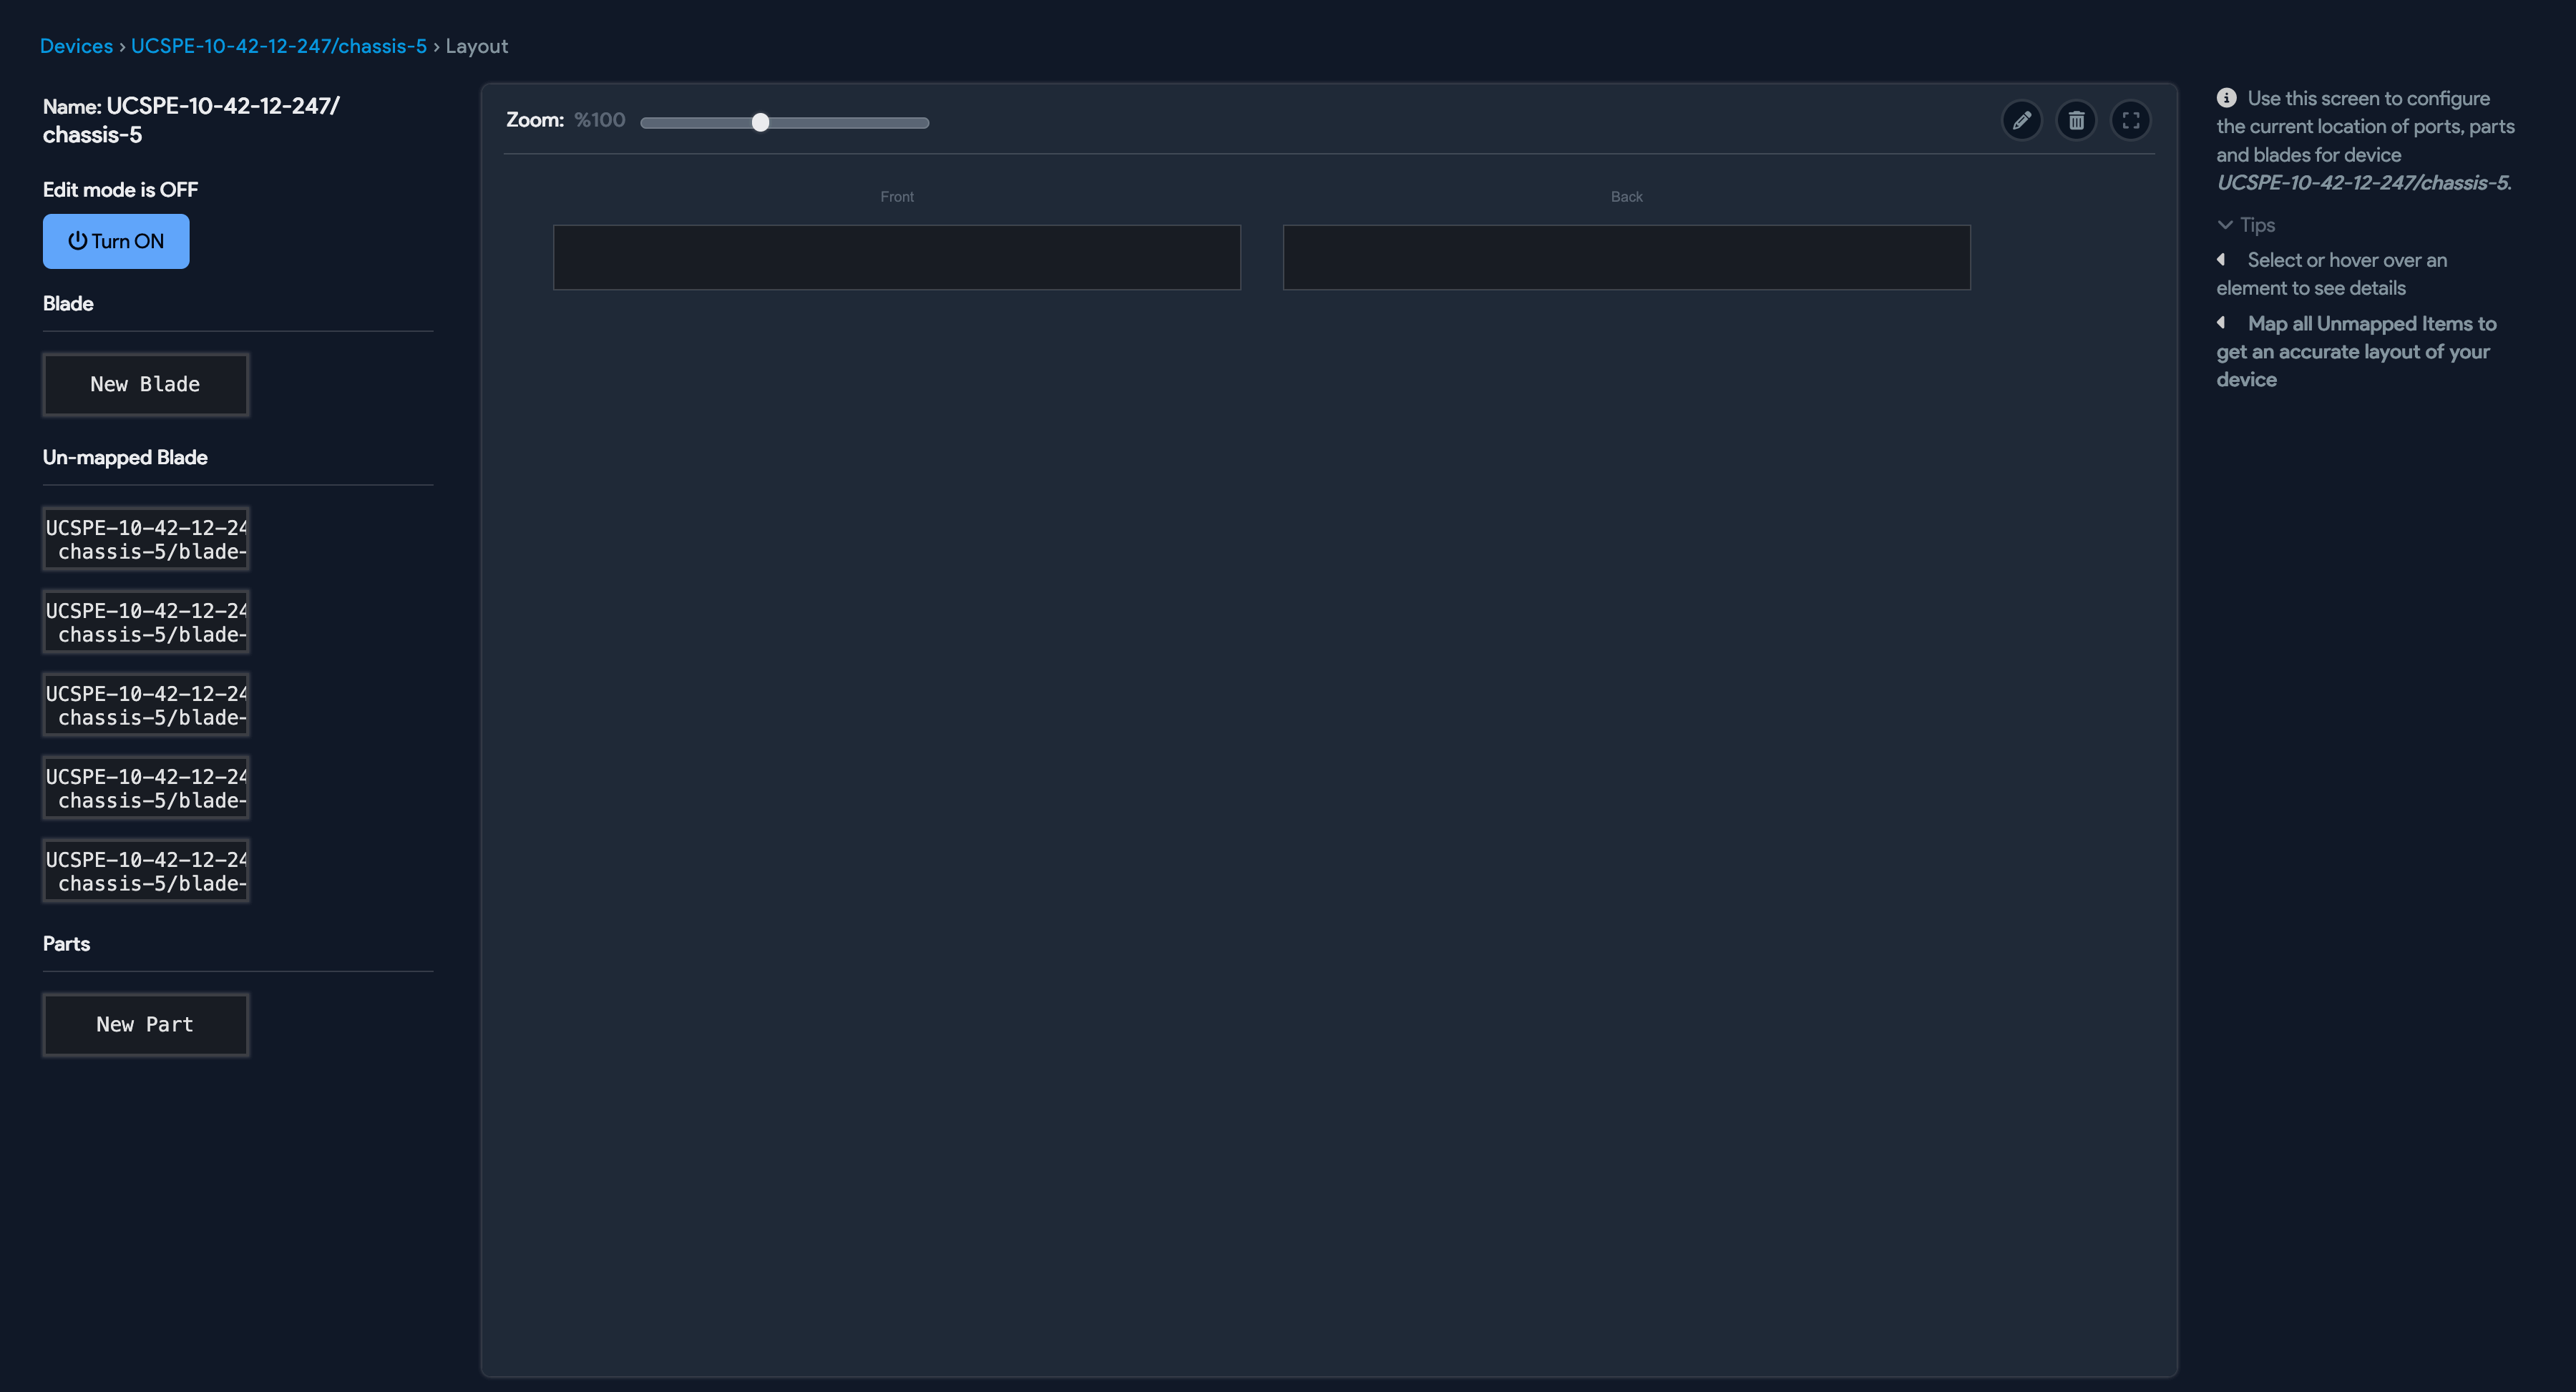 Devices › UCSPE-10-42-12-247/chassis-5 › Layout
Name: UCSPE-10-42-12-247/
chassis-5
Edit mode is OFF
Turn ON
Blade
New Blade
Un-mapped Blade
UCSPE-10-42-12-24
chassis-5/blade-
UCSPE-10-42-12-24
chassis-5/blade-
UCSPE-10-42-12-24
chassis-5/blade-
UCSPE-10-42-12-24
chassis-5/blade-
UCSPE-10-42-12-24
chassis-5/blade-
Parts
New Part
Zoom: %100
Front
Back
Use this screen to configure
the current location of ports, parts
and blades for device
UCSPE-10-42-12-247/chassis-5.
Tips
Select or hover over an
element to see details
Map all Unmapped Items to
get an accurate layout of your
device